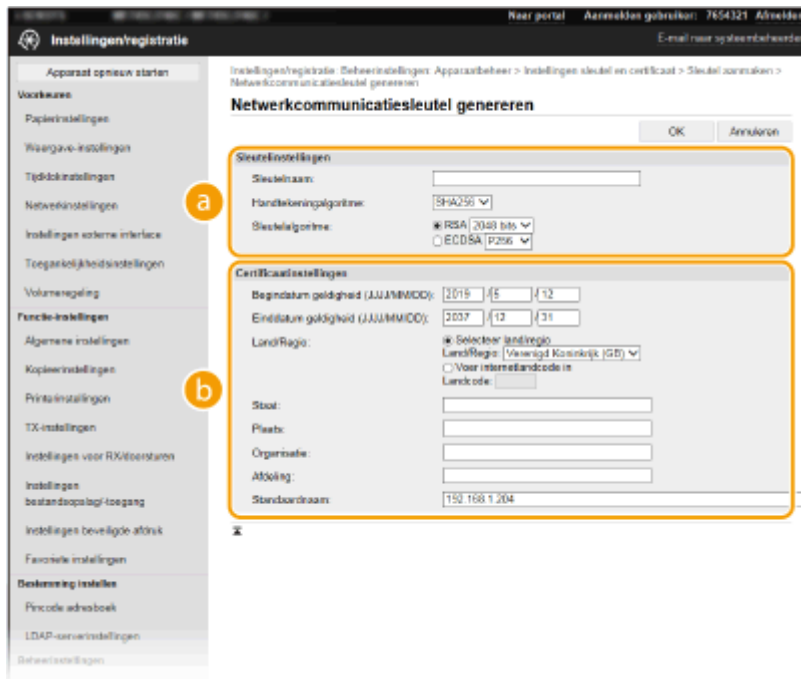 Naar portal Aanmelden gebruiker: 7654321 Afmelden
Instellingen/registratie
E-mail naar systeembeheerder
Apparaat opnieuw starten
Voorkeuren
Papierinstellingen
Weergave-instellingen
Tijdklokinstellingen
Netwerkinstellingen
Instellingen externe interface
Toegankelijkheidsinstellingen
Volumeregeling
Functie-instellingen
Algemene instellingen
Kopieerinstellingen
Printerinstellingen
TX-instellingen
Instellingen voor RX/doorsturen
Instellingen
bestandsopslag/-toegang
Instellingen beveiligde afdruk
Favoriete instellingen
Bestemming instellen
Pincode adresboek
LDAP-serverinstellingen
Beheerinstellingen
Instellingen/registratie: Beheerinstellingen: Apparaatbeheer > Instellingen sleutel en certificaat > Sleutel aanmaken >
Netwerkcommunicatiesleutel genereren
Netwerkcommunicatiesleutel genereren
OK Annuleren
a
Sleutelinstellingen
Sleutelnaam:
Handtekeningalgoritme: SHA256
Sleutelalgoritme: RSA 2048 bits
ECDSA P256
b
Certificaatinstellingen
Begindatum geldigheid (JJJJ/MM/DD): 2019 /5 /12
Einddatum geldigheid (JJJJ/MM/DD): 2037 /12 /31
Land/Regio: Selecteer land/regio
Land/Regio: Verenigd Koninkrijk (GB)
Voer internetlandcode in
Landcode:
Staat:
Plaats:
Organisatie:
Afdeling:
Standaardnaam: 192.168.1.204